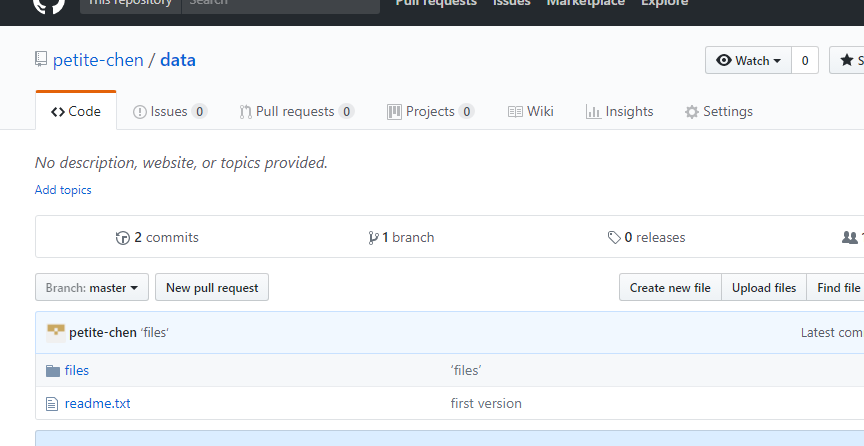 This repository Search Pull requests Issues Marketplace Explore
petite-chen / data Watch 0 S
Code Issues 0 Pull requests 0 Projects 0 Wiki Insights Settings
No description, website, or topics provided.
Add topics
2 commits 1 branch 0 releases 1
Branch: master New pull request Create new file Upload files Find file
petite-chen 'files' Latest com
files 'files'
readme.txt first version